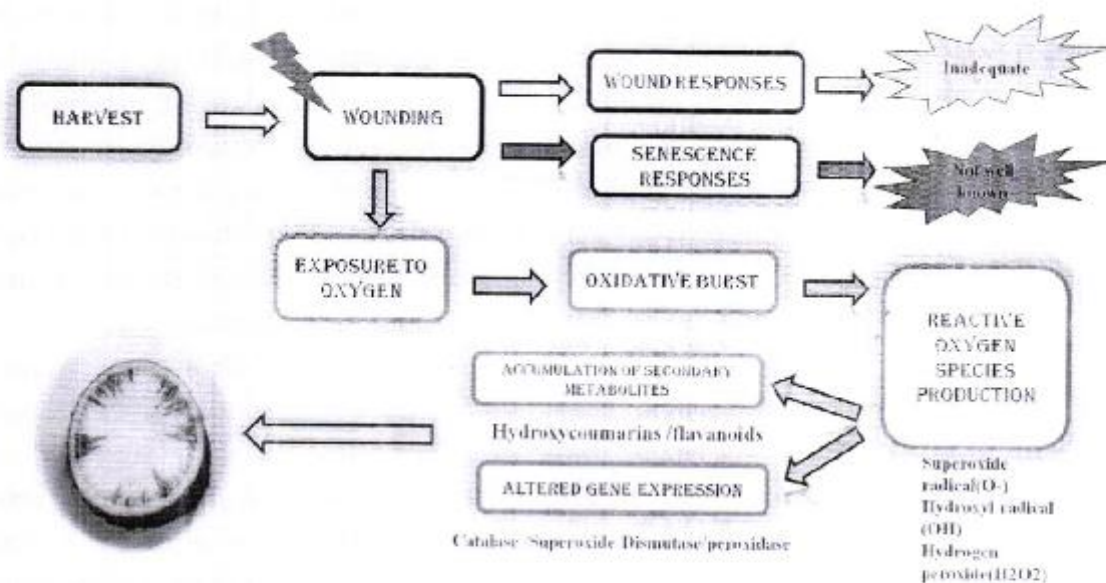 HARVEST
WOUNDING
WOUND RESPONSES
Inadequate
SENESCENCE
RESPONSES
Not well
known
EXPOSURE TO
OXYGEN
OXIDATIVE BURST
REACTIVE
OXYGEN
SPECIES
PRODUCTION
ACCUMULATION OF SECONDARY
METABOLITES
Hydroxycoumarins /flavanoids
ALTERED GENE EXPRESSION
Catalase /Superoxide Dismutase/peroxidase
Superoxide
radical(O-)
Hydroxyl radical
(OH)
Hydrogen
peroxide(H2O2)